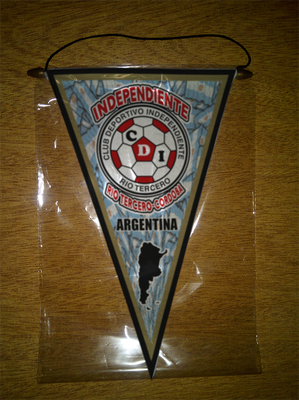 INDEPENDIENTE
CLUB DEPORTIVO INDEPENDIENTE
C D I
RIO TERCERO
RIO TERCERO-CORDOBA
ARGENTINA